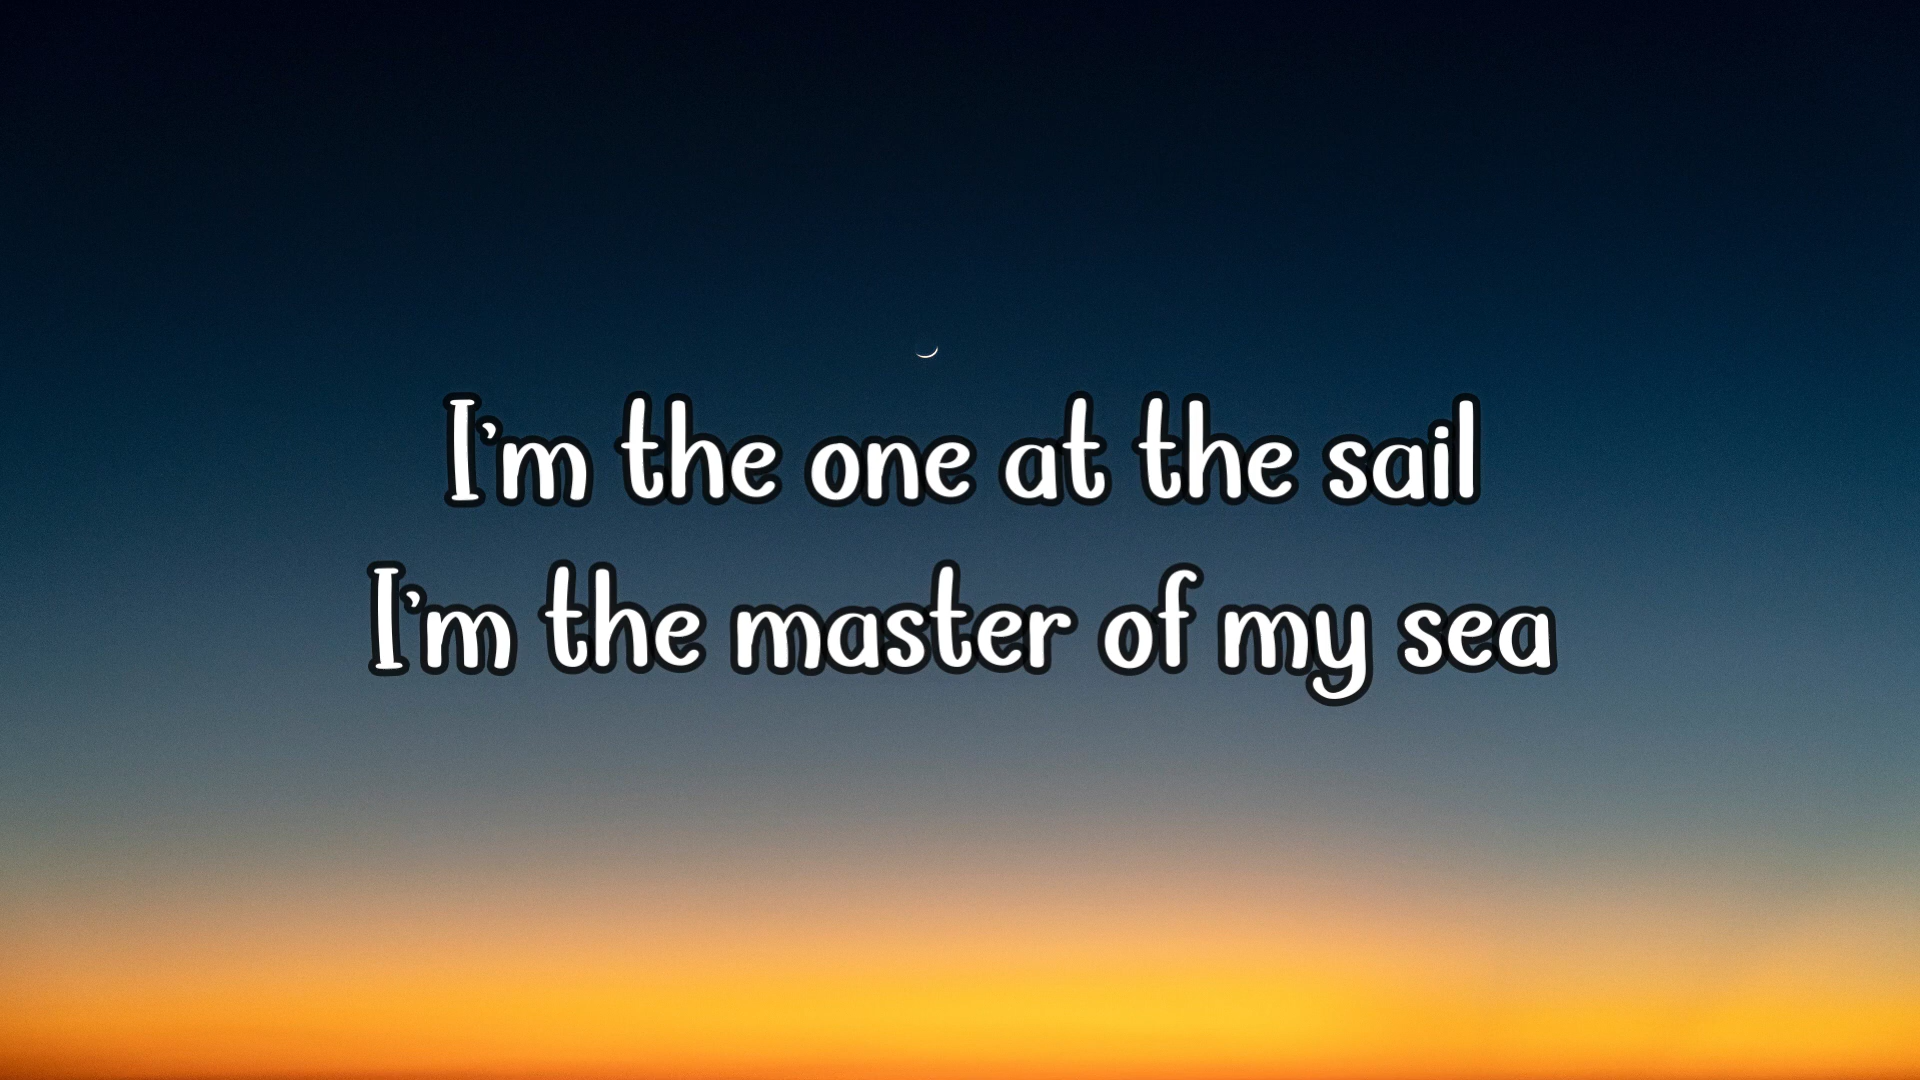 I'm the one at the sail
I'm the master of my sea